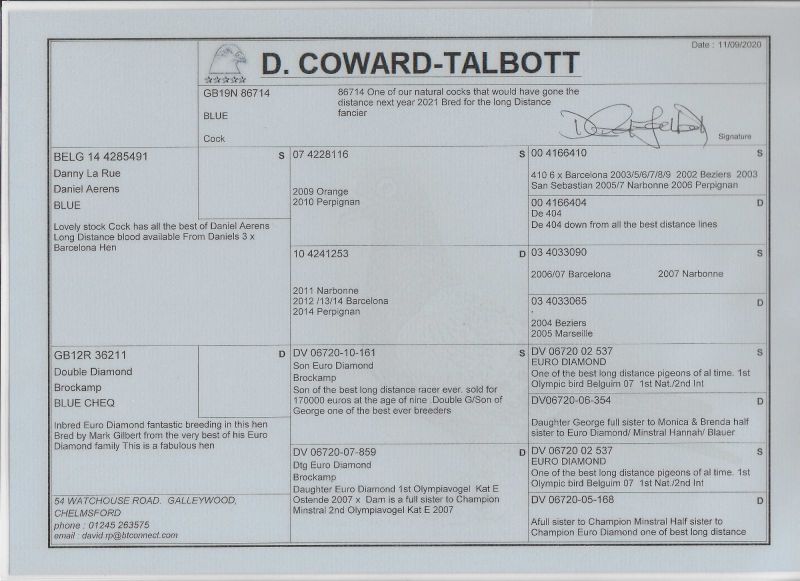 Date : 11/09/2020
D. COWARD-TALBOTT
GB19N 86714
BLUE
Cock
86714 One of our natural cocks that would have gone the
distance next year 2021 Bred for the long Distance
fancier
Signature
BELG 14 4285491 S
Danny La Rue
Daniel Aerens
BLUE
Lovely stock Cock has all the best of Daniel Aerens
Long Distance blood available From Daniels 3 x
Barcelona Hen
07 4228116 S
2009 Orange
2010 Perpignan
00 4166410 S
410 6 x Barcelona 2003/5/6/7/8/9 2002 Beziers 2003
San Sebastian 2005/7 Narbonne 2006 Perpignan
00 4166404 D
De 404
De 404 down from all the best distance lines
10 4241253 D
2011 Narbonne
2012 /13/14 Barcelona
2014 Perpignan
03 4033090 S
2006/07 Barcelona 2007 Narbonne
03 4033065 D
.
2004 Beziers
2005 Marseille
GB12R 36211 D
Double Diamond
Brockamp
BLUE CHEQ
Inbred Euro Diamond fantastic breeding in this hen
Bred by Mark Gilbert from the very best of his Euro
Diamond family This is a fabulous hen
DV 06720-10-161 S
Son Euro Diamond
Brockamp
Son of the best long distance racer ever. sold for
170000 euros at the age of nine .Double G/Son of
George one of the best ever breeders
DV 06720 02 537 S
EURO DIAMOND
One of the best long distance pigeons of al time. 1st
Olympic bird Belguim 07 1st Nat./2nd Int
DV06720-06-354 D
Daughter George full sister to Monica & Brenda half
sister to Euro Diamond/ Minstral Hannah/ Blauer
DV 06720-07-859 D
Dtg Euro Diamond
Brockamp
Daughter Euro Diamond 1st Olympiavogel Kat E
Ostende 2007 x Dam is a full sister to Champion
Minstral 2nd Olympiavogel Kat E 2007
DV 06720 02 537 S
EURO DIAMOND
One of the best long distance pigeons of al time. 1st
Olympic bird Belguim 07 1st Nat./2nd Int
DV 06720-05-168 D
Afull sister to Champion Minstral Half sister to
Champion Euro Diamond one of best long distance
54 WATCHOUSE ROAD. GALLEYWOOD,
CHELMSFORD
phone : 01245 263575
email : david.rp@btconnect.com